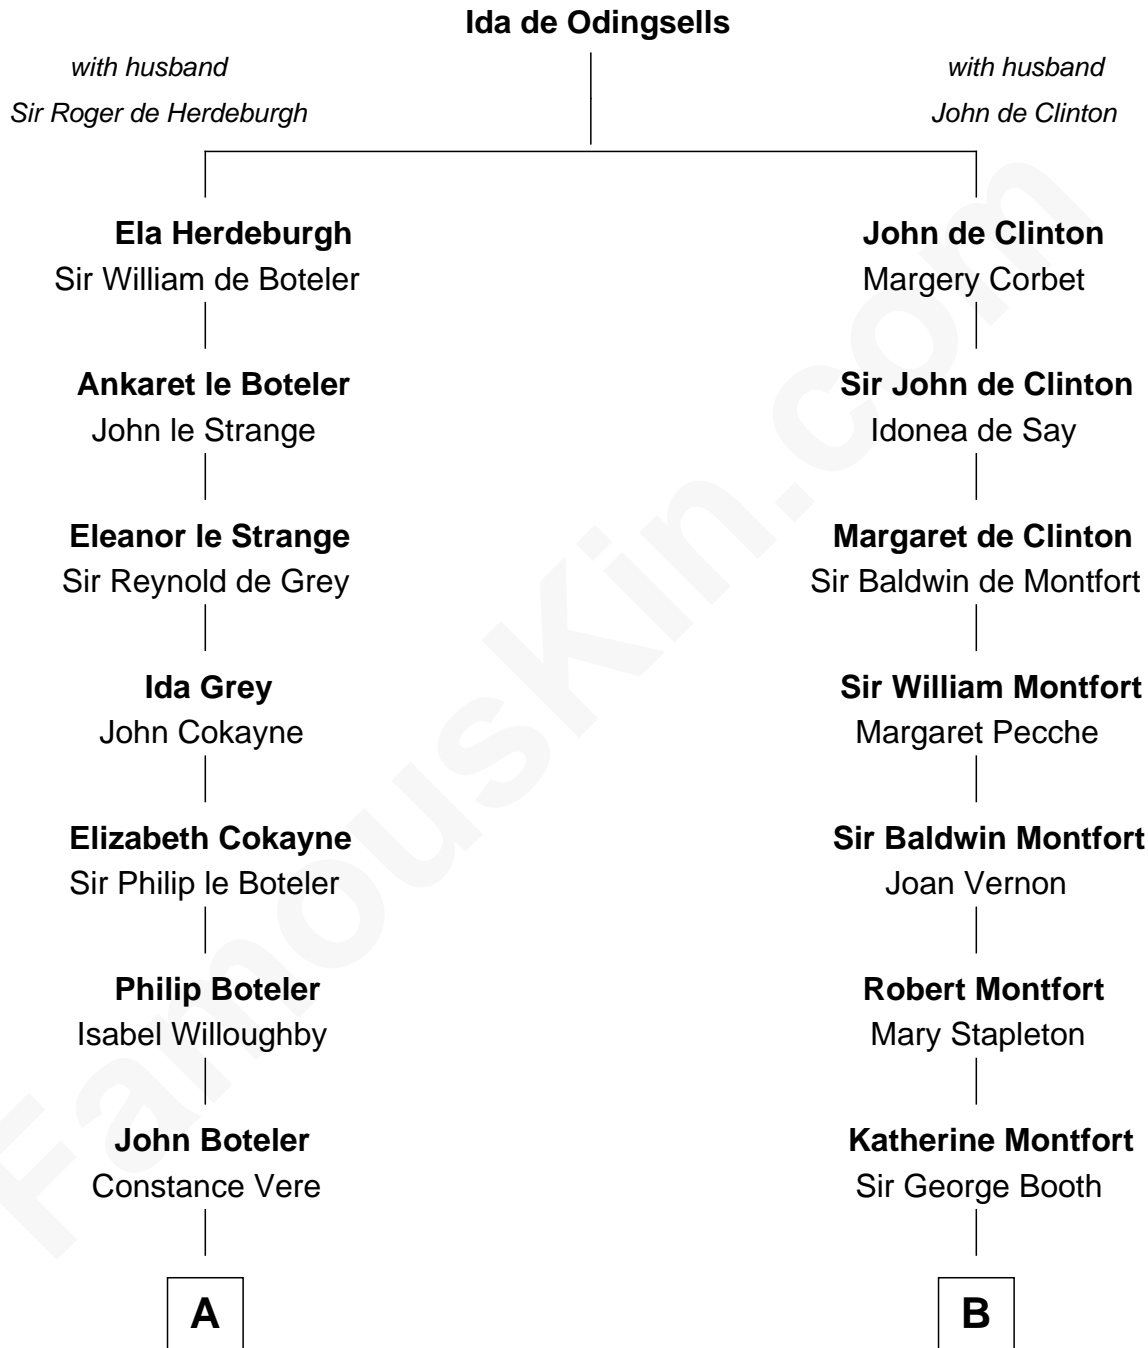 Ida de Odingsells
with husband
Sir Roger de Herdeburgh
with husband
John de Clinton
Ela Herdeburgh
Sir William de Boteler
Ankaret le Boteler
John le Strange
Eleanor le Strange
Sir Reynold de Grey
Ida Grey
John Cokayne
Elizabeth Cokayne
Sir Philip le Boteler
Philip Boteler
Isabel Willoughby
John Boteler
Constance Vere
A
John de Clinton
Margery Corbet
Sir John de Clinton
Idonea de Say
Margaret de Clinton
Sir Baldwin de Montfort
Sir William Montfort
Margaret Pecche
Sir Baldwin Montfort
Joan Vernon
Robert Montfort
Mary Stapleton
Katherine Montfort
Sir George Booth
B
FamousKin.com